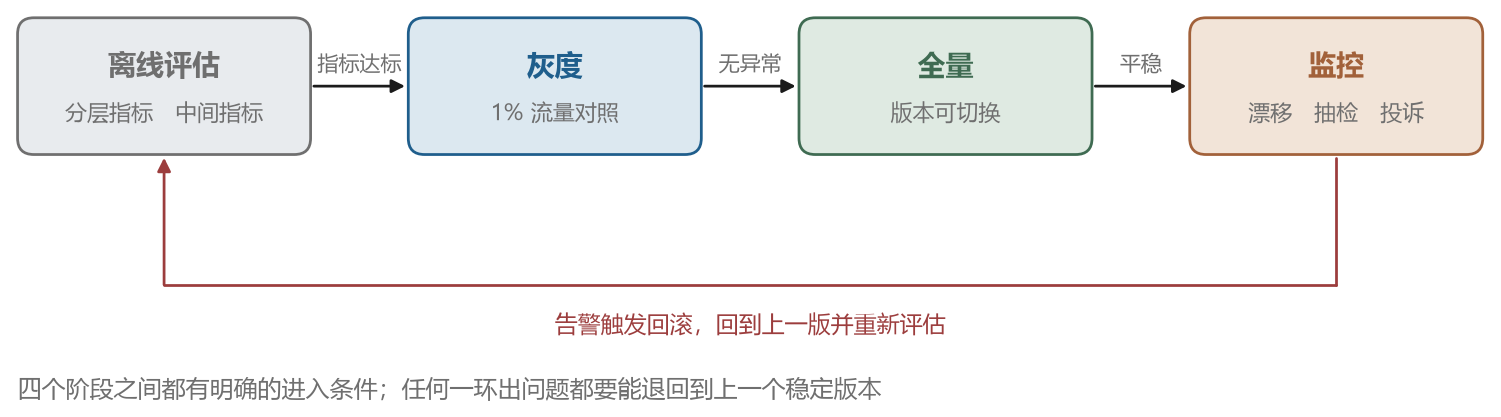 离线评估
分层指标 中间指标
指标达标
灰度
1% 流量对照
无异常
全量
版本可切换
平稳
监控
漂移 抽检 投诉
告警触发回滚，回到上一版并重新评估
四个阶段之间都有明确的进入条件；任何一环出问题都要能退回到上一个稳定版本